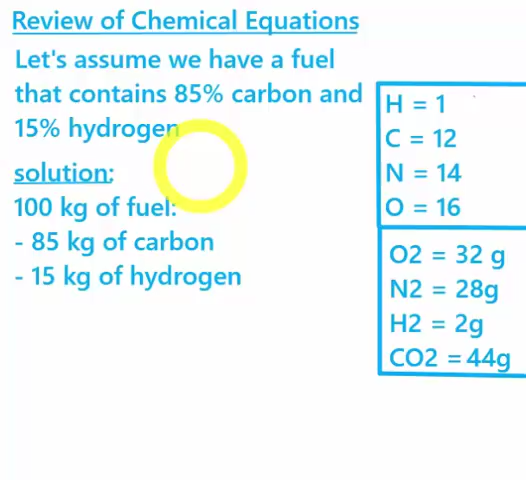 Review of Chemical Equations
Let's assume we have a fuel
that contains 85% carbon and
15% hydrogen
solution:
100 kg of fuel:
- 85 kg of carbon
- 15 kg of hydrogen
H = 1
C = 12
N = 14
O = 16
O2 = 32 g
N2 = 28g
H2 = 2g
CO2 = 44g